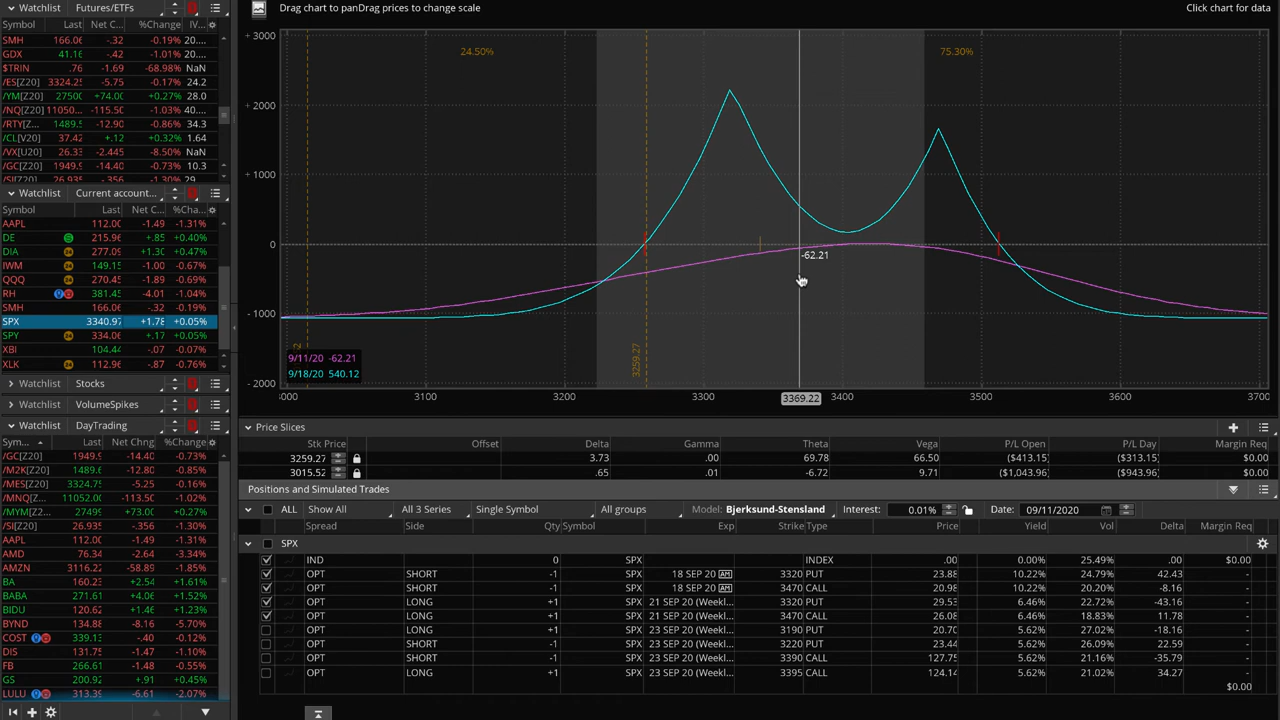 Watchlist Futures/ETFs
Symbol Last Net C... %Change IV...
SMH 166.06 -.32 -0.19% 20....
GDX 41.16 -.42 -1.01% 20....
$TRIN .76 -1.69 -68.98% NaN
/ES[Z20] 3324.25 -5.75 -0.17% 24.2
/YM[Z20] 27500 +74.00 +0.27% 28.0
/NQ[Z20] 11050... -115.50 -1.03% 40....
/RTY[Z... 1489.5 -12.90 -0.86% 34.3
/CL[V20] 37.42 +.12 +0.32% 1.64
/VX[U20] 26.33 -2.445 -8.50% NaN
/GC[Z20] 1949.9 -14.40 -0.73% 10.3
/SI[Z20] 26.935 -.356 -1.30% 29
Watchlist Current account...
Symbol Last Net C... %Cha...
AAPL 112.00 -1.49 -1.31%
DE 215.96 +.85 +0.40%
DIA 277.09 +1.30 +0.47%
IWM 149.15 -1.00 -0.67%
QQQ 270.45 -1.89 -0.69%
RH 381.45 -4.01 -1.04%
SMH 166.06 -.32 -0.19%
SPX 3340.97 +1.78 +0.05%
SPY 334.06 +.17 +0.05%
XBI 104.44 -.07 -0.07%
XLK 112.96 -.87 -0.76%
Watchlist Stocks
Watchlist VolumeSpikes
Watchlist DayTrading
Sym... Last Net Chng %Change
/GC[Z20] 1949.9 -14.40 -0.73%
/M2K[Z20] 1489.6 -12.80 -0.85%
/MES[Z20] 3324.75 -5.25 -0.16%
/MNQ[Z20] 11052.00 -113.50 -1.02%
/MYM[Z2... 27499 +73.00 +0.27%
/SI[Z20] 26.935 -.356 -1.30%
AAPL 112.00 -1.49 -1.31%
AMD 76.34 -2.64 -3.34%
AMZN 3116.22 -58.89 -1.85%
BA 160.23 +2.54 +1.61%
BABA 271.61 +4.06 +1.52%
BIDU 120.62 +1.46 +1.23%
BYND 134.88 -8.16 -5.70%
COST 339.13 -.40 -0.12%
DIS 131.75 -1.47 -1.10%
FB 266.61 -1.48 -0.55%
GS 200.92 +.91 +0.45%
LULU 313.39 -6.61 -2.07%
Drag chart to panDrag prices to change scale Click chart for data
+ 3000
+ 2000
+ 1000
0
- 1000
- 2000
24.50% 75.30%
-62.21
3259.27
9/11/20 -62.21
9/18/20 540.12
3000 3100 3200 3300 3369.22 3400 3500 3600
Price Slices
Stk Price Offset Delta Gamma Theta Vega P/L Open P/L Day Margin Req
3259.27 3.73 .00 69.78 66.50 ($413.15) ($313.15) $0.00
3015.52 .65 .01 -6.72 9.71 ($1,043.96) ($943.96) $0.00
Positions and Simulated Trades
ALL Show All All 3 Series Single Symbol All groups Model: Bjerksund-Stensland Interest: 0.01% Date: 09/11/2020
Spread Side Qty Symbol Exp Strike Type Price Yield Vol Delta Margin Req
SPX
IND 0 SPX INDEX .00 0.00% 25.49% .00 $0.00
OPT SHORT -1 SPX 18 SEP 20 AM 3320 PUT 23.88 10.22% 24.79% 42.43 -
OPT SHORT -1 SPX 18 SEP 20 AM 3470 CALL 20.98 10.22% 20.20% -8.16 -
OPT LONG +1 SPX 21 SEP 20 (Weekl... 3320 PUT 29.53 6.46% 22.72% -43.16 -
OPT LONG +1 SPX 21 SEP 20 (Weekl... 3470 CALL 26.08 6.46% 18.83% 11.78 -
OPT LONG +1 SPX 23 SEP 20 (Weekl... 3190 PUT 20.70 5.62% 27.02% -18.16 -
OPT SHORT -1 SPX 23 SEP 20 (Weekl... 3220 PUT 23.44 5.62% 26.09% 22.59 -
OPT SHORT -1 SPX 23 SEP 20 (Weekl... 3390 CALL 127.75 5.62% 21.16% -35.79 -
OPT LONG +1 SPX 23 SEP 20 (Weekl... 3395 CALL 124.14 5.62% 21.02% 34.27 -
$0.00